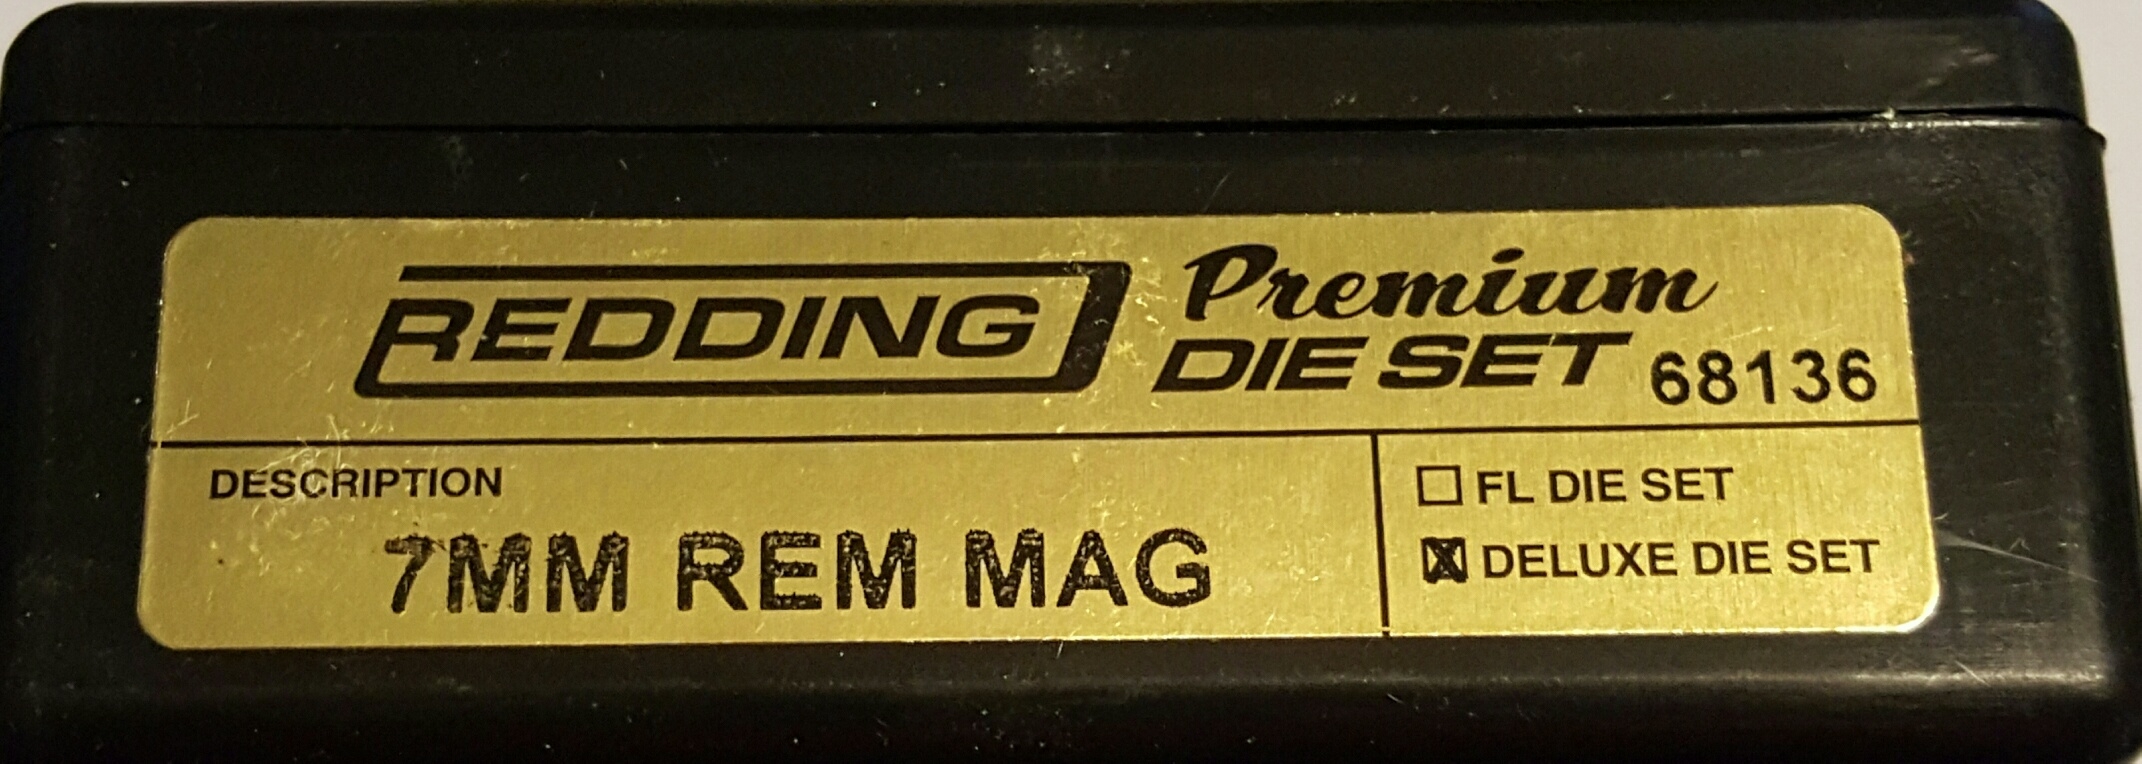 REDDING Premium
DIE SET 68136
DESCRIPTION
7MM REM MAG
☐ FL DIE SET
☒ DELUXE DIE SET